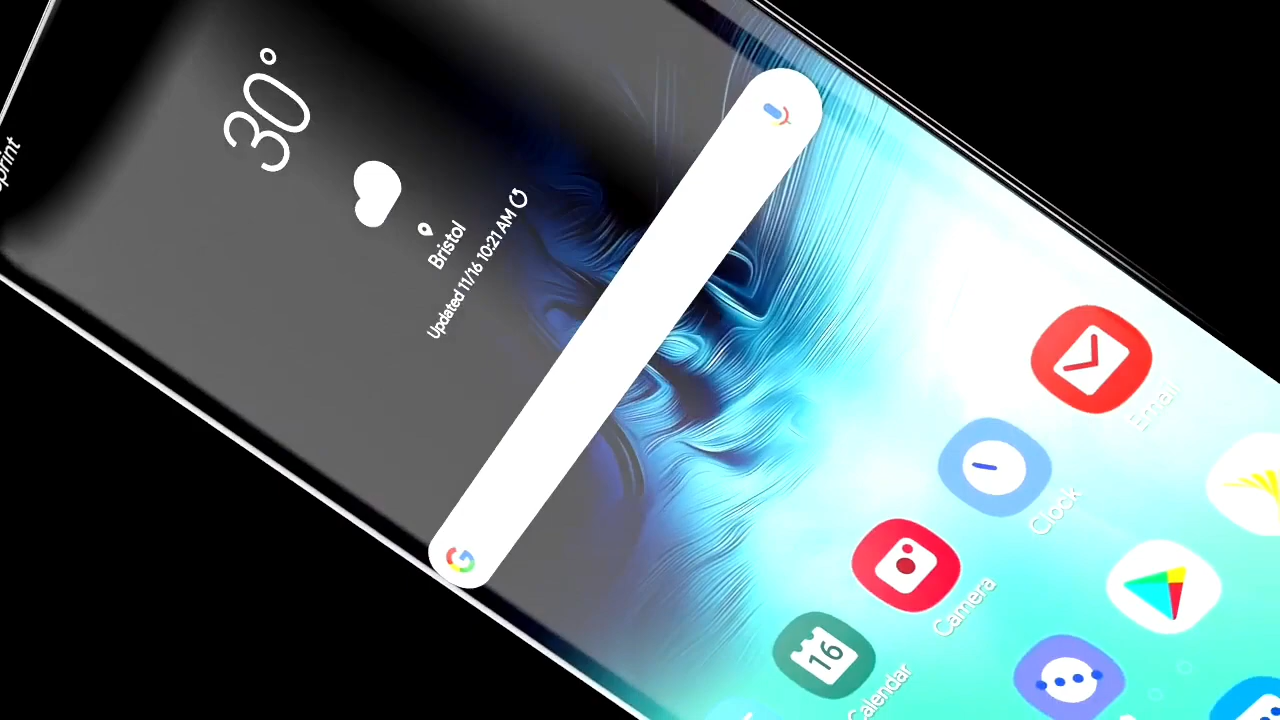 30°
Bristol
Updated 11/16 10:21 AM
Email
Clock
Camera
16
Calendar